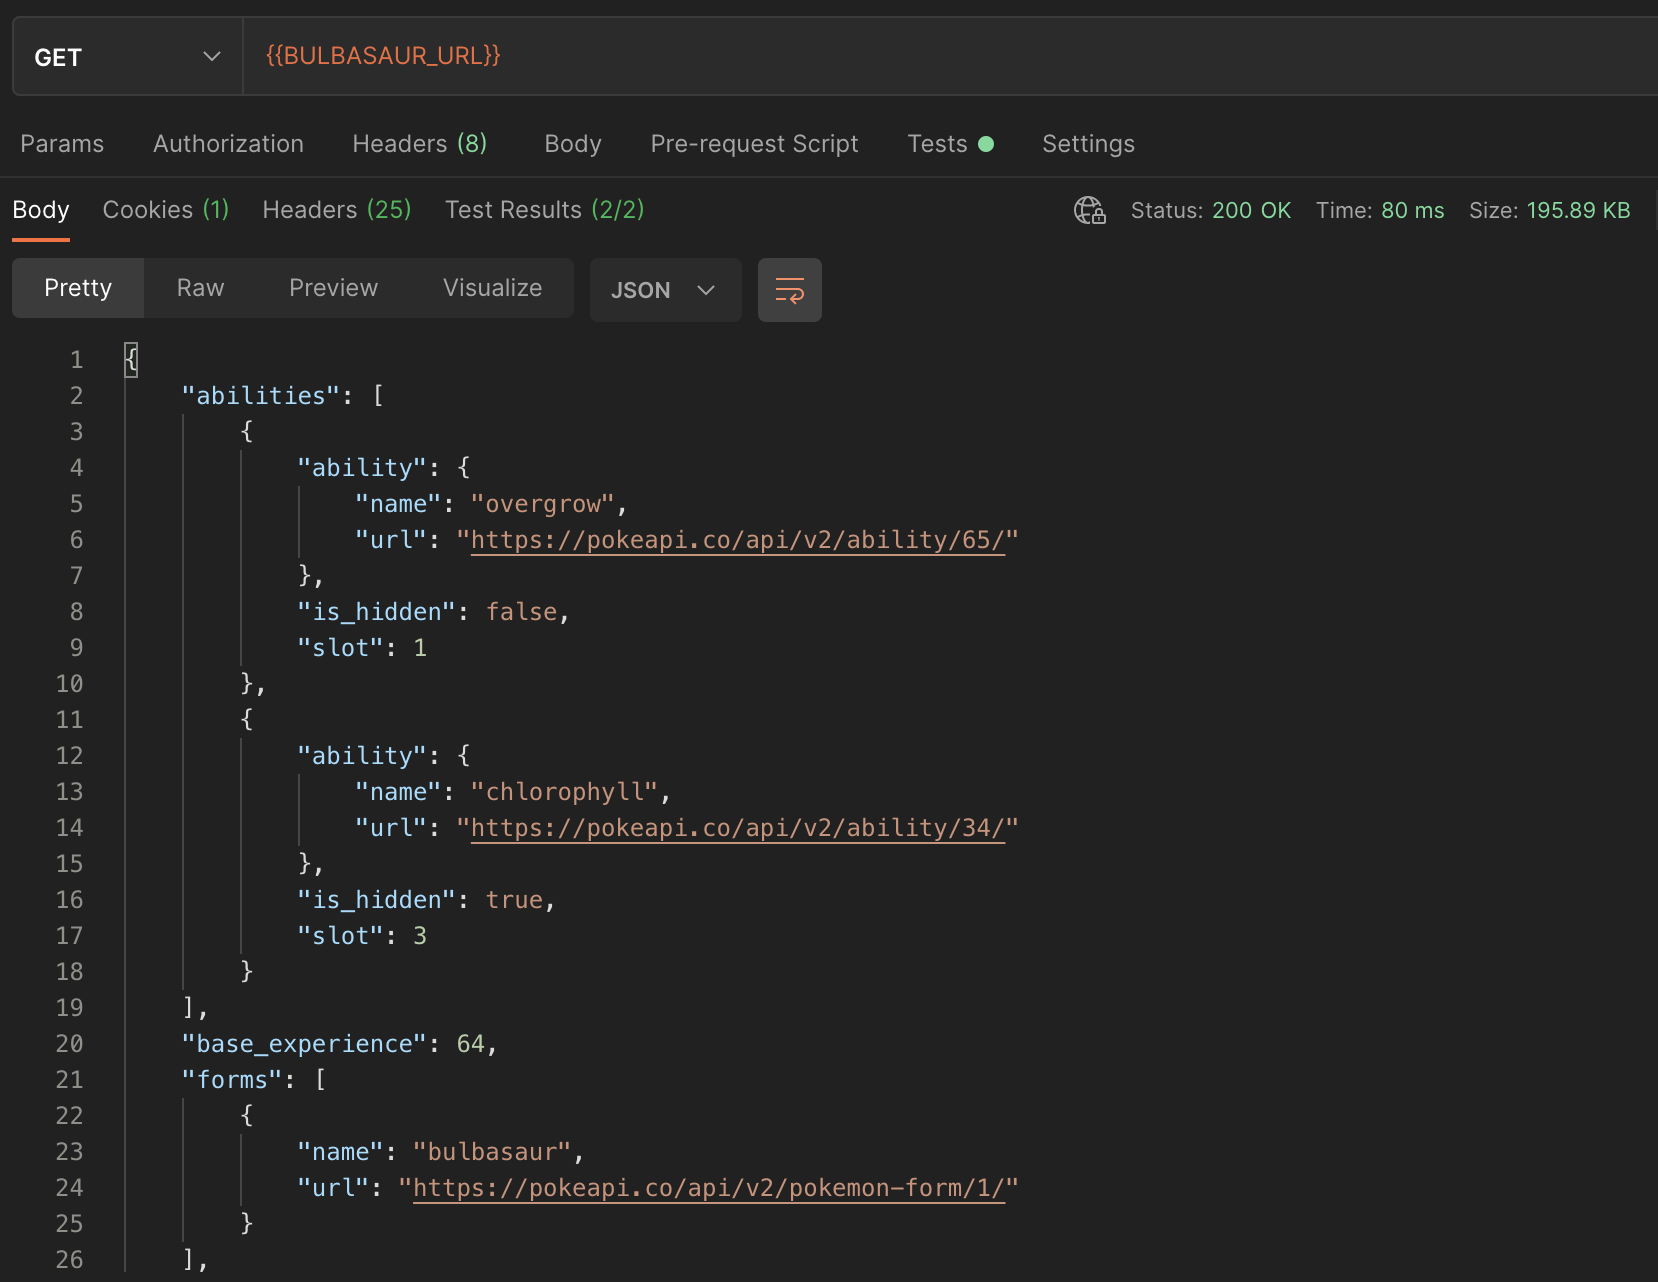 GET {{BULBASAUR_URL}}
Params Authorization Headers (8) Body Pre-request Script Tests Settings
Body Cookies (1) Headers (25) Test Results (2/2) Status: 200 OK Time: 80 ms Size: 195.89 KB
Pretty Raw Preview Visualize JSON
1 {
2 "abilities": [
3 {
4 "ability": {
5 "name": "overgrow",
6 "url": "https://pokeapi.co/api/v2/ability/65/"
7 },
8 "is_hidden": false,
9 "slot": 1
10 },
11 {
12 "ability": {
13 "name": "chlorophyll",
14 "url": "https://pokeapi.co/api/v2/ability/34/"
15 },
16 "is_hidden": true,
17 "slot": 3
18 }
19 ],
20 "base_experience": 64,
21 "forms": [
22 {
23 "name": "bulbasaur",
24 "url": "https://pokeapi.co/api/v2/pokemon-form/1/"
25 }
26 ],